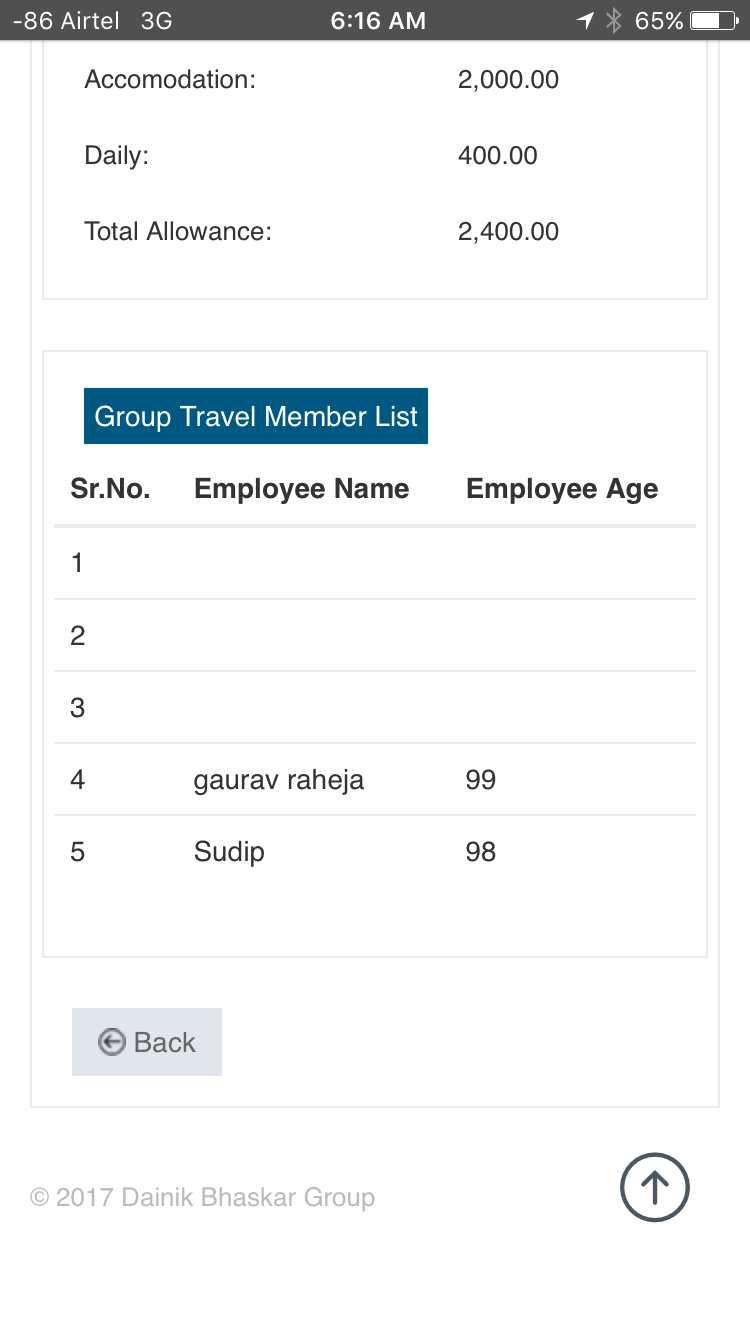 -86 Airtel 3G 6:16 AM 65%
Accomodation: 2,000.00
Daily: 400.00
Total Allowance: 2,400.00
Group Travel Member List
Sr.No. Employee Name Employee Age
1
2
3
4 gaurav raheja 99
5 Sudip 98
Back
© 2017 Dainik Bhaskar Group